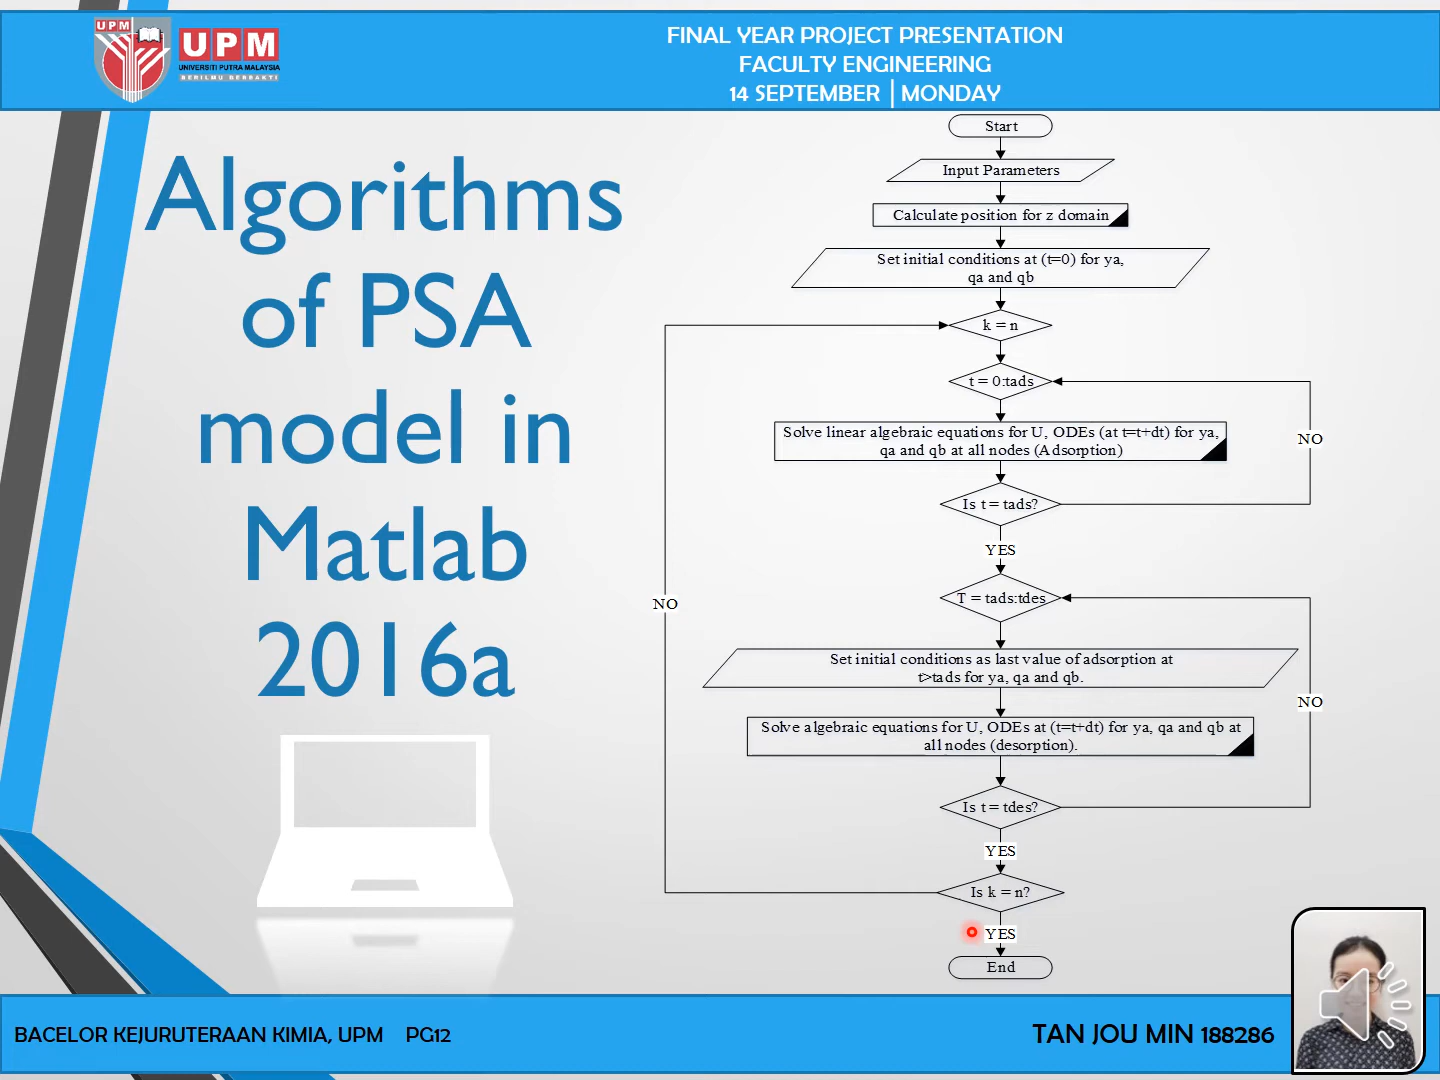 UPM
UPM
UNIVERSITI PUTRA MALAYSIA
BERILMU BERBAKTI
FINAL YEAR PROJECT PRESENTATION
FACULTY ENGINEERING
14 SEPTEMBER | MONDAY
Algorithms
of PSA
model in
Matlab
2016a
Start
Input Parameters
Calculate position for z domain
Set initial conditions at (t=0) for ya,
qa and qb
k = n
t = 0:tads
Solve linear algebraic equations for U, ODEs (at t=t+dt) for ya,
qa and qb at all nodes (Adsorption)
NO
Is t = tads?
YES
T = tads:tdes
NO
Set initial conditions as last value of adsorption at
t>tads for ya, qa and qb.
NO
Solve algebraic equations for U, ODEs at (t=t+dt) for ya, qa and qb at
all nodes (desorption).
Is t = tdes?
YES
Is k = n?
YES
End
BACELOR KEJURUTERAAN KIMIA, UPM PG12
TAN JOU MIN 188286